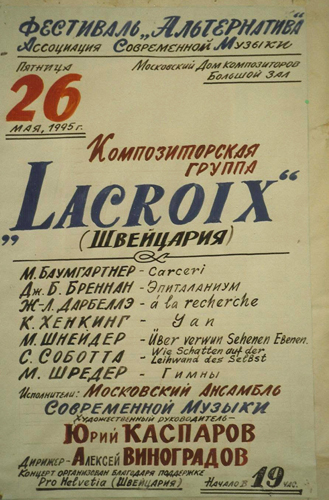 Фестиваль „Альтернатива"
Ассоциация Современной Музыки
Пятница
Московский Дом композиторов
Большой зал
26
мая, 1995 г.
Композиторская
группа
„Lacroix"
(Швейцария)
М. Баумгартнер - Carceri
Дж. Б. Бреннан - Эпиталаниум
Ж-Л. Дарбеллэ - á la recherche
К. Хенкинг - Yan
М. Шнейдер - Über verwun Sehenen Ebenen.
С. Соботта - Wie Schatten auf der
Leihwand des Selbst
М. Шредер - Гимны
Исполнители: Московский Ансамбль
Современной Музыки
Художественный руководитель -
Юрий Каспаров
Дирижер - Алексей Виноградов
Концерт организован благодаря поддержке
Pro Helvetia (Швейцария)
Начало в 19 час.